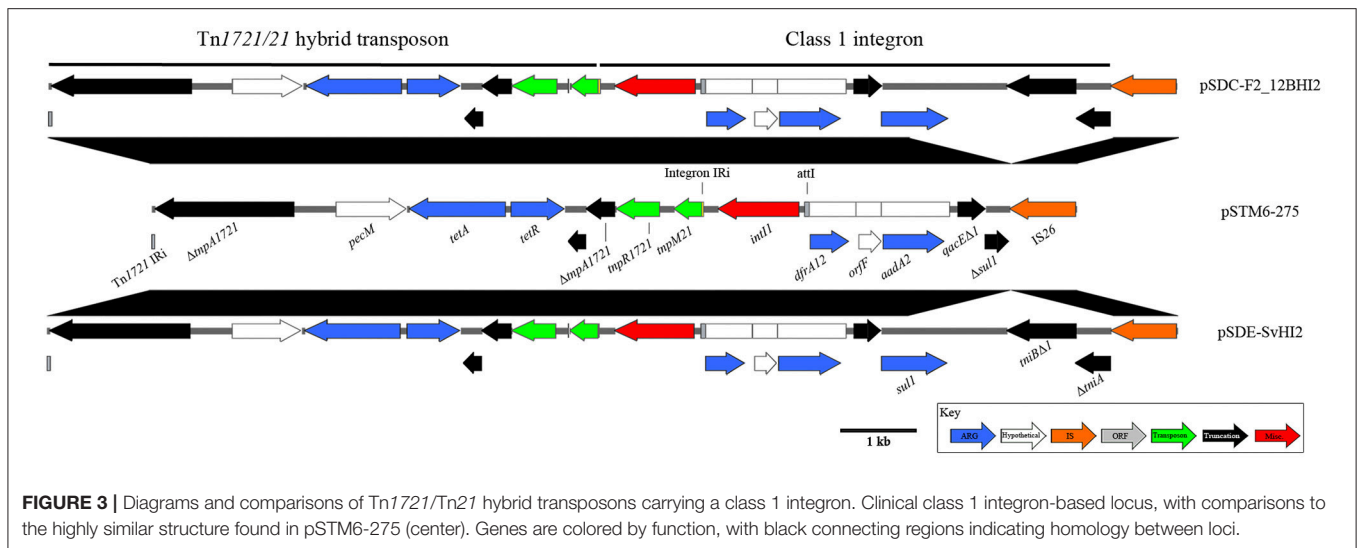 Tn1721/21 hybrid transposon
Class 1 integron
pSDC-F2_12BHI2
Integron IRi
attI
pSTM6-275
Tn1721 IRi
ΔtnpA1721
pecM
tetA
tetR
ΔtnpA1721
tnpR1721
tnpM21
intI1
dfrA12
orfF
aadA2
qacEΔ1
Δsul1
IS26
pSDE-SvHI2
sul1
tniBΔ1
ΔtniA
1 kb
Key
ARG
Hypothetical
IS
ORF
Transposon
Truncation
Misc.
FIGURE 3 | Diagrams and comparisons of Tn1721/Tn21 hybrid transposons carrying a class 1 integron. Clinical class 1 integron-based locus, with comparisons to
the highly similar structure found in pSTM6-275 (center). Genes are colored by function, with black connecting regions indicating homology between loci.